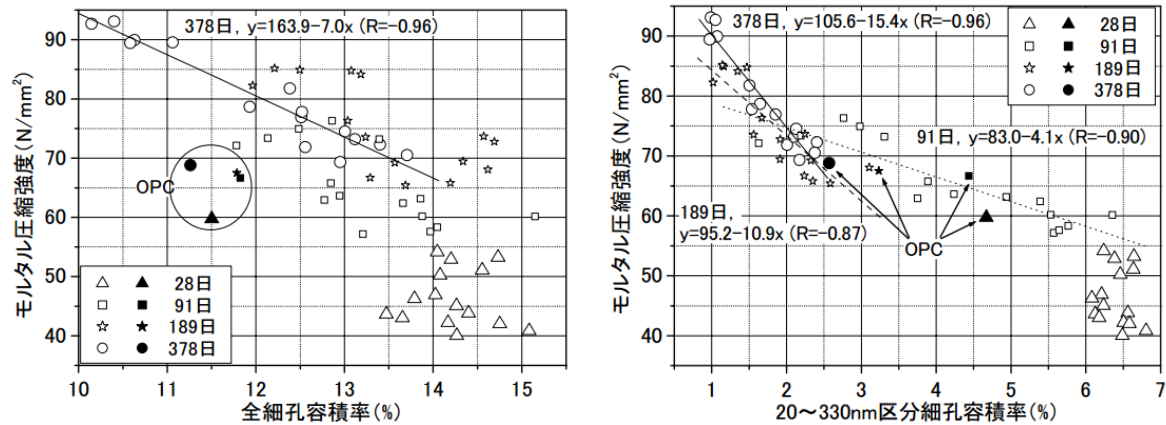 378日, y=163.9−7.0x (R=−0.96)
90
80
70
60
50
40
モルタル圧縮強度(N/mm²)
OPC
28日
91日
189日
378日
10 11 12 13 14 15
全細孔容積率(%)
378日, y=105.6−15.4x (R=−0.96)
28日
91日
189日
378日
90
80
70
60
50
40
モルタル圧縮強度(N/mm²)
91日, y=83.0−4.1x (R=−0.90)
189日,
y=95.2−10.9x (R=−0.87)
OPC
1 2 3 4 5 6 7
20〜330nm区分細孔容積率(%)